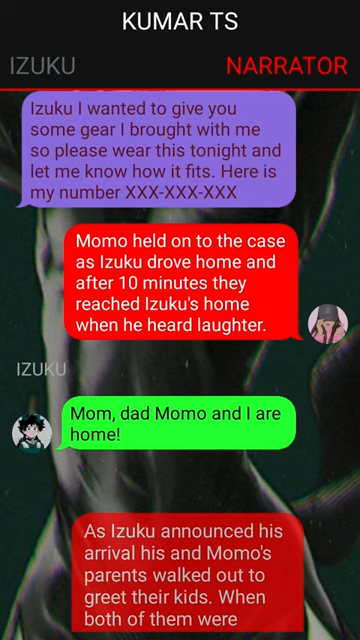 KUMAR TS
IZUKU NARRATOR
Izuku I wanted to give you
some gear I brought with me
so please wear this tonight and
let me know how it fits. Here is
my number XXX-XXX-XXX
Momo held on to the case
as Izuku drove home and
after 10 minutes they
reached Izuku's home
when he heard laughter.
IZUKU
Mom, dad Momo and I are
home!
As Izuku announced his
arrival his and Momo's
parents walked out to
greet their kids. When
both of them were